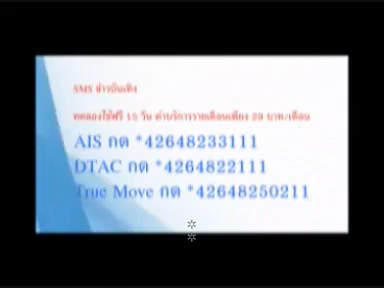 SMS ข่าวบันเทิง
ทดลองใช้ฟรี 15 วัน ค่าบริการรายเดือนเพียง 29 บาท/เดือน
AIS กด *42648233111
DTAC กด *4264822111
True Move กด *42648250211